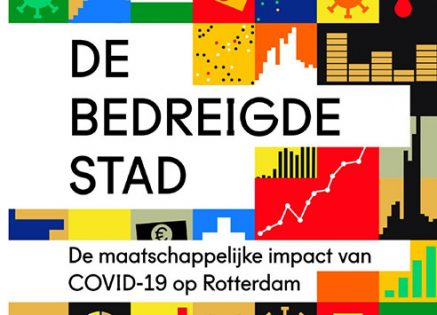 DE
BEDREIGDE
STAD
De maatschappelijke impact van
COVID-19 op Rotterdam